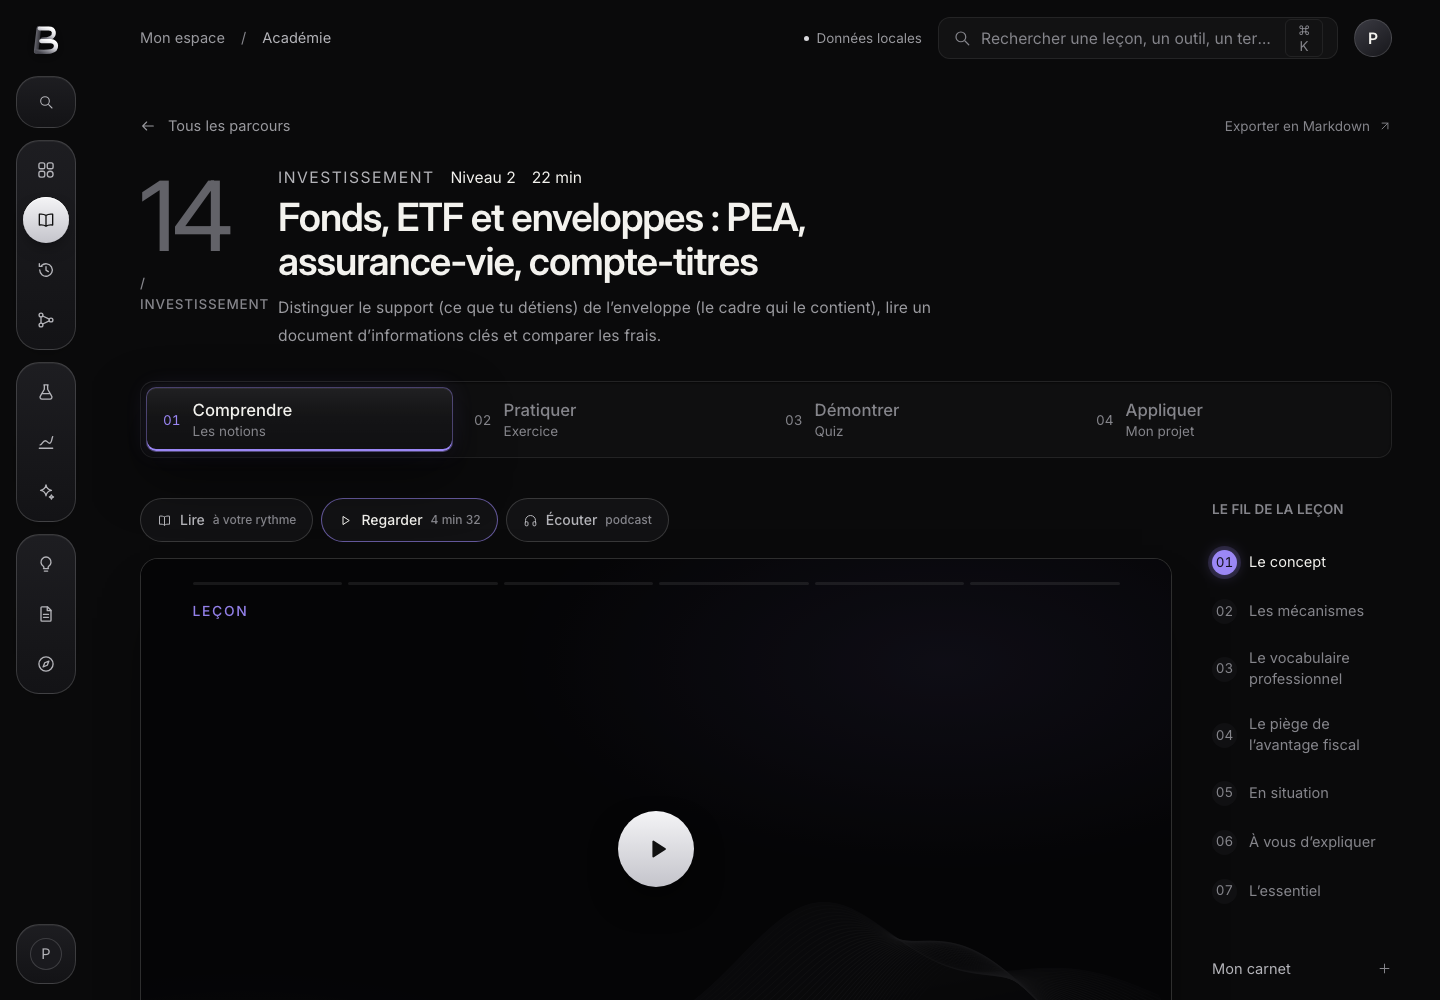 B
Mon espace / Académie
Données locales
Rechercher une leçon, un outil, un ter…
⌘
K
P
Tous les parcours
Exporter en Markdown
14
/
INVESTISSEMENT
INVESTISSEMENT Niveau 2 22 min
Fonds, ETF et enveloppes : PEA,
assurance-vie, compte-titres
Distinguer le support (ce que tu détiens) de l’enveloppe (le cadre qui le contient), lire un
document d’informations clés et comparer les frais.
01 Comprendre
Les notions
02 Pratiquer
Exercice
03 Démontrer
Quiz
04 Appliquer
Mon projet
Lire à votre rythme
Regarder 4 min 32
Écouter podcast
LEÇON
LE FIL DE LA LEÇON
01 Le concept
02 Les mécanismes
03 Le vocabulaire
professionnel
04 Le piège de
l’avantage fiscal
05 En situation
06 À vous d’expliquer
07 L’essentiel
Mon carnet +
P